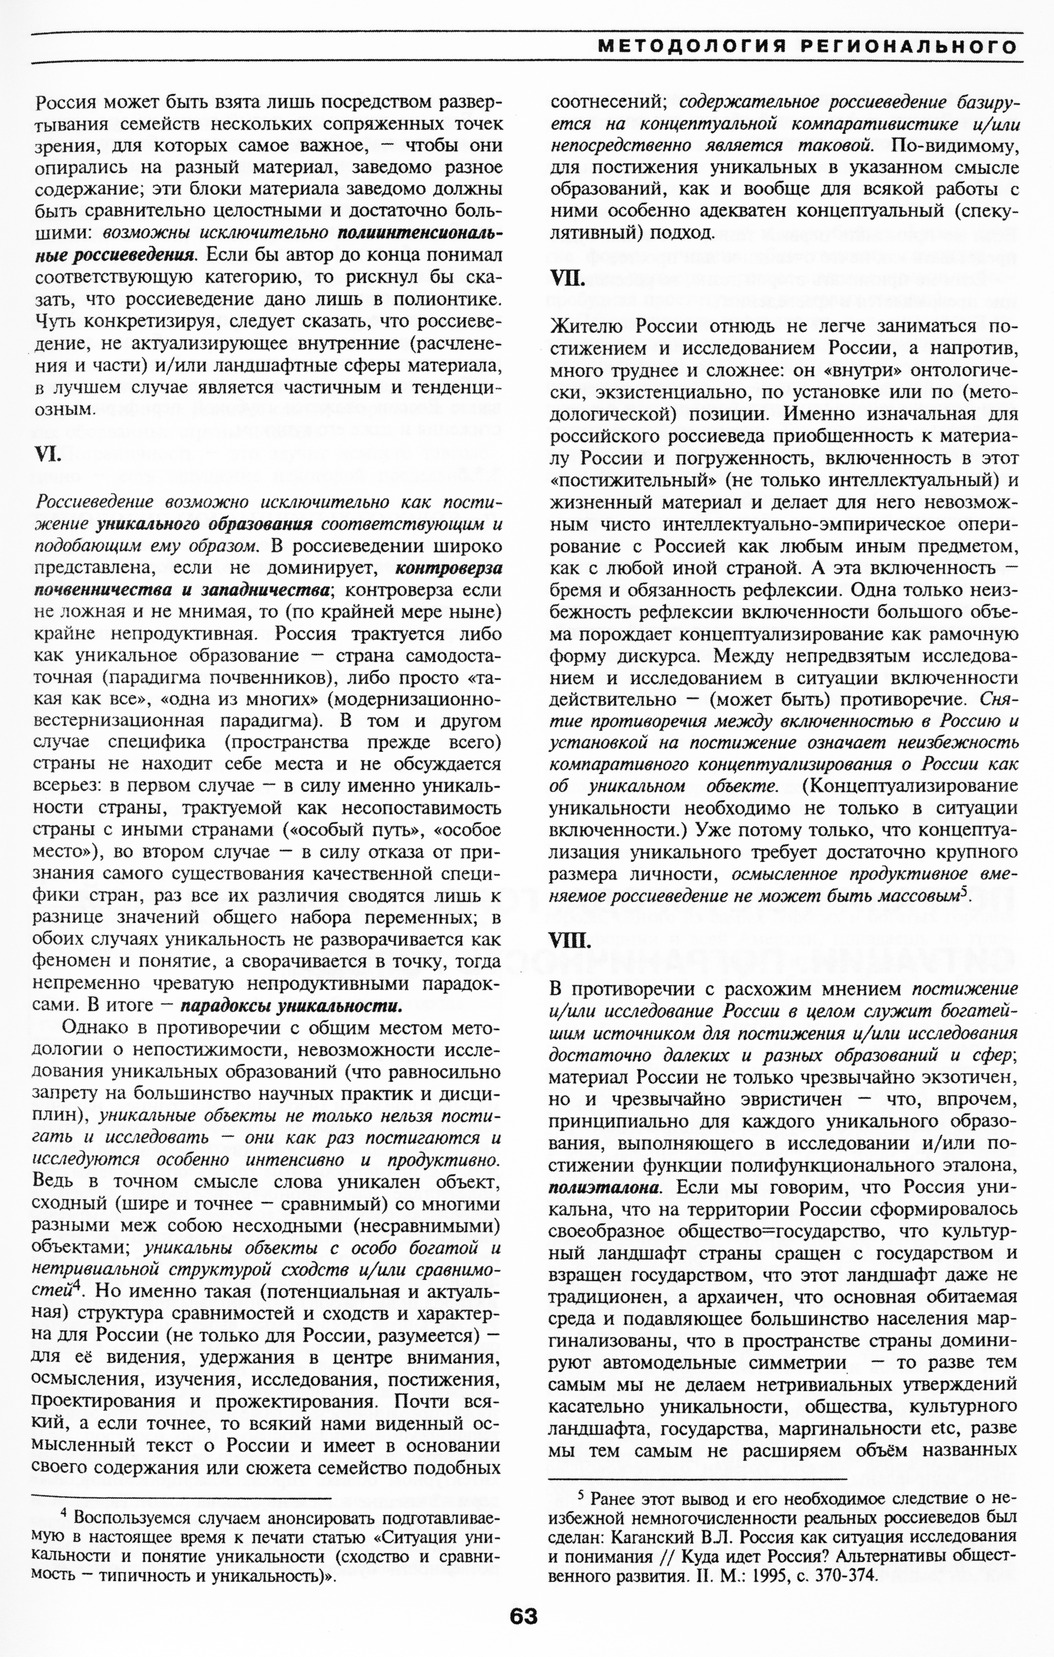 МЕТОДОЛОГИЯ РЕГИОНАЛЬНОГО
Россия может быть взята лишь посредством развер-
тывания семейств нескольких сопряженных точек
зрения, для которых самое важное, — чтобы они
опирались на разный материал, заведомо разное
содержание; эти блоки материала заведомо должны
быть сравнительно целостными и достаточно боль-
шими: возможны исключительно полиинтенсиональ-
ные россиеведения. Если бы автор до конца понимал
соответствующую категорию, то рискнул бы ска-
зать, что россиеведение дано лишь в полионтике.
Чуть конкретизируя, следует сказать, что россиеве-
дение, не актуализирующее внутренние (расчлене-
ния и части) и/или ландшафтные сферы материала,
в лучшем случае является частичным и тенденци-
озным.
VI.
Россиеведение возможно исключительно как пости-
жение уникального образования соответствующим и
подобающим ему образом. В россиеведении широко
представлена, если не доминирует, контроверза
почвенничества и западничества; контроверза если
не ложная и не мнимая, то (по крайней мере ныне)
крайне непродуктивная. Россия трактуется либо
как уникальное образование — страна самодоста-
точная (парадигма почвенников), либо просто «та-
кая как все», «одна из многих» (модернизационно-
вестернизационная парадигма). В том и другом
случае специфика (пространства прежде всего)
страны не находит себе места и не обсуждается
всерьез: в первом случае — в силу именно уникаль-
ности страны, трактуемой как несопоставимость
страны с иными странами («особый путь», «особое
место»), во втором случае — в силу отказа от при-
знания самого существования качественной специ-
фики стран, раз все их различия сводятся лишь к
разнице значений общего набора переменных; в
обоих случаях уникальность не разворачивается как
феномен и понятие, а сворачивается в точку, тогда
непременно чреватую непродуктивными парадок-
сами. В итоге — парадоксы уникальности.
Однако в противоречии с общим местом мето-
дологии о непостижимости, невозможности иссле-
дования уникальных образований (что равносильно
запрету на большинство научных практик и дисци-
плин), уникальные объекты не только нельзя пости-
гать и исследовать — они как раз постигаются и
исследуются особенно интенсивно и продуктивно.
Ведь в точном смысле слова уникален объект,
сходный (шире и точнее — сравнимый) со многими
разными меж собою несходными (несравнимыми)
объектами; уникальны объекты с особо богатой и
нетривиальной структурой сходств и/или сравнимо-
стей⁴. Но именно такая (потенциальная и актуаль-
ная) структура сравнимостей и сходств и характер-
на для России (не только для России, разумеется) —
для её видения, удержания в центре внимания,
осмысления, изучения, исследования, постижения,
проектирования и прожектирования. Почти вся-
кий, а если точнее, то всякий нами виденный ос-
мысленный текст о России и имеет в основании
своего содержания или сюжета семейство подобных
⁴ Воспользуемся случаем анонсировать подготавливае-
мую в настоящее время к печати статью «Ситуация уни-
кальности и понятие уникальности (сходство и сравни-
мость — типичность и уникальность)».
соотнесений; содержательное россиеведение базиру-
ется на концептуальной компаративистике и/или
непосредственно является таковой. По-видимому,
для постижения уникальных в указанном смысле
образований, как и вообще для всякой работы с
ними особенно адекватен концептуальный (спеку-
лятивный) подход.
VII.
Жителю России отнюдь не легче заниматься по-
стижением и исследованием России, а напротив,
много труднее и сложнее: он «внутри» онтологиче-
ски, экзистенциально, по установке или по (мето-
дологической) позиции. Именно изначальная для
российского россиеведа приобщенность к материа-
лу России и погруженность, включенность в этот
«постижительный» (не только интеллектуальный) и
жизненный материал и делает для него невозмож-
ным чисто интеллектуально-эмпирическое опери-
рование с Россией как любым иным предметом,
как с любой иной страной. А эта включенность —
бремя и обязанность рефлексии. Одна только неиз-
бежность рефлексии включенности большого объе-
ма порождает концептуализирование как рамочную
форму дискурса. Между непредвзятым исследова-
нием и исследованием в ситуации включенности
действительно — (может быть) противоречие. Сня-
тие противоречия между включенностью в Россию и
установкой на постижение означает неизбежность
компаративного концептуализирования о России как
об уникальном объекте. (Концептуализирование
уникальности необходимо не только в ситуации
включенности.) Уже потому только, что концептуа-
лизация уникального требует достаточно крупного
размера личности, осмысленное продуктивное вме-
няемое россиеведение не может быть массовым⁵.
VIII.
В противоречии с расхожим мнением постижение
и/или исследование России в целом служит богатей-
шим источником для постижения и/или исследования
достаточно далеких и разных образований и сфер;
материал России не только чрезвычайно экзотичен,
но и чрезвычайно эвристичен — что, впрочем,
принципиально для каждого уникального образо-
вания, выполняющего в исследовании и/или по-
стижении функции полифункционального эталона,
полиэталона. Если мы говорим, что Россия уни-
кальна, что на территории России сформировалось
своеобразное общество=государство, что культур-
ный ландшафт страны сращен с государством и
взращен государством, что этот ландшафт даже не
традиционен, а архаичен, что основная обитаемая
среда и подавляющее большинство населения мар-
гинализованы, что в пространстве страны домини-
руют автомодельные симметрии — то разве тем
самым мы не делаем нетривиальных утверждений
касательно уникальности, общества, культурного
ландшафта, государства, маргинальности etc, разве
мы тем самым не расширяем объём названных
⁵ Ранее этот вывод и его необходимое следствие о не-
избежной немногочисленности реальных россиеведов был
сделан: Каганский В.Л. Россия как ситуация исследования
и понимания // Куда идет Россия? Альтернативы общест-
венного развития. II. М.: 1995, с. 370-374.
63